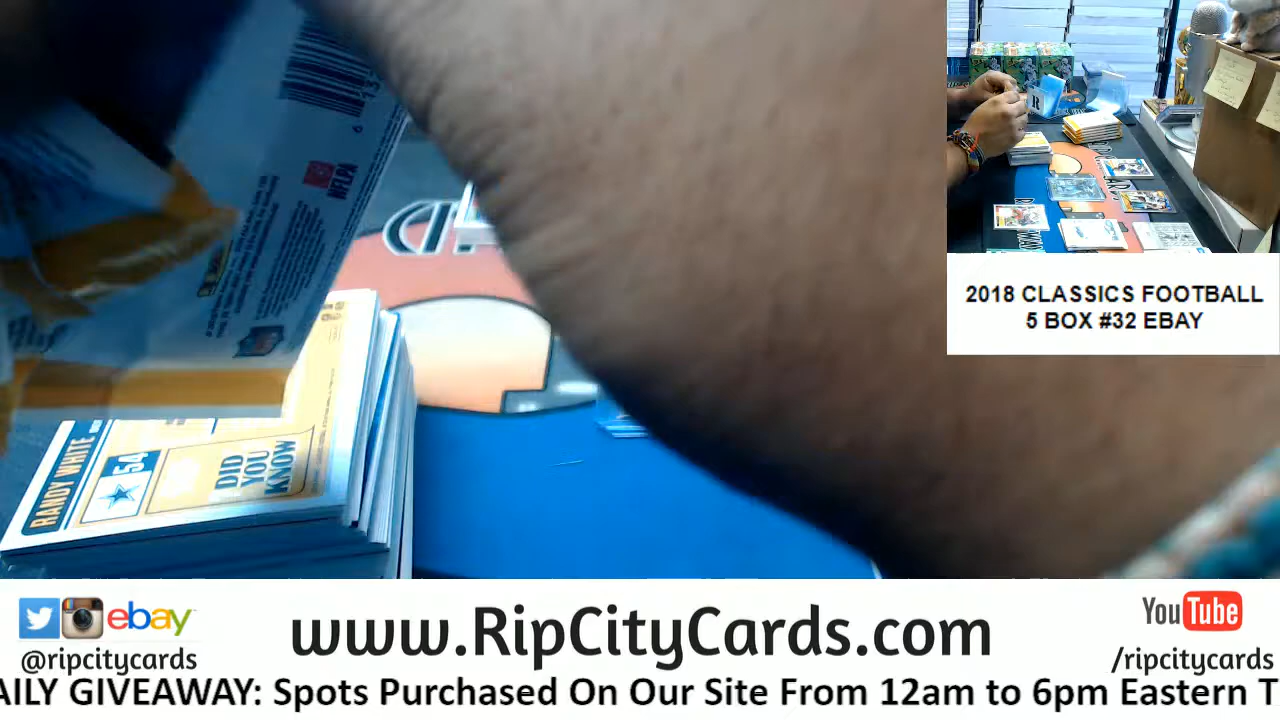 NFLPA
RANDY WHITE
54
DID
YOU
KNOW
2018 CLASSICS FOOTBALL
5 BOX #32 EBAY
ebay
@ripcitycards
www.RipCityCards.com
YouTube
/ripcitycards
AILY GIVEAWAY: Spots Purchased On Our Site From 12am to 6pm Eastern T